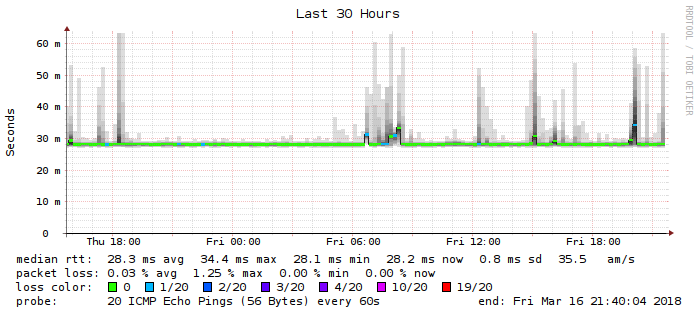 Last 30 Hours
RRDTOOL / TOBI OETIKER
Seconds
60 m
50 m
40 m
30 m
20 m
10 m
0
Thu 18:00 Fri 00:00 Fri 06:00 Fri 12:00 Fri 18:00
median rtt: 28.3 ms avg 34.4 ms max 28.1 ms min 28.2 ms now 0.8 ms sd 35.5 am/s
packet loss: 0.03 % avg 1.25 % max 0.00 % min 0.00 % now
loss color: 0 1/20 2/20 3/20 4/20 10/20 19/20
probe: 20 ICMP Echo Pings (56 Bytes) every 60s end: Fri Mar 16 21:40:04 2018